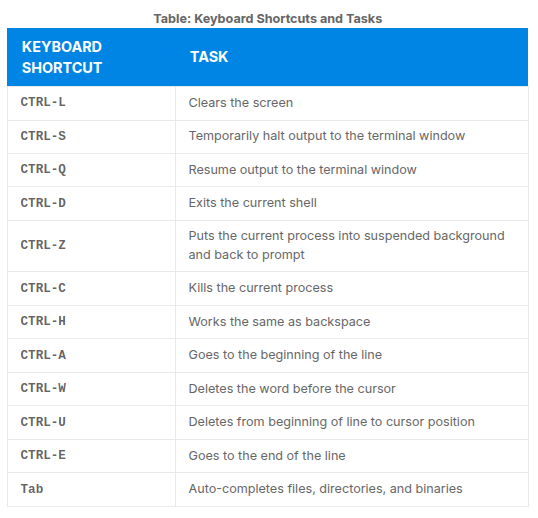 Table: Keyboard Shortcuts and Tasks
KEYBOARD
SHORTCUT
TASK
CTRL-L
Clears the screen
CTRL-S
Temporarily halt output to the terminal window
CTRL-Q
Resume output to the terminal window
CTRL-D
Exits the current shell
CTRL-Z
Puts the current process into suspended background
and back to prompt
CTRL-C
Kills the current process
CTRL-H
Works the same as backspace
CTRL-A
Goes to the beginning of the line
CTRL-W
Deletes the word before the cursor
CTRL-U
Deletes from beginning of line to cursor position
CTRL-E
Goes to the end of the line
Tab
Auto-completes files, directories, and binaries